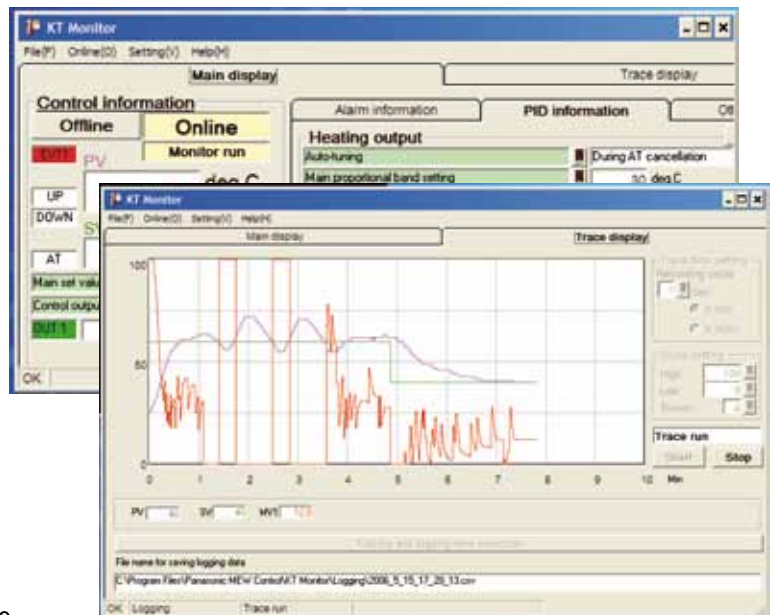 KT Monitor
File(F) Online(O) Setting(V) Help(H)
Main display Trace display
Control information
Alarm information PID information
Offline Online
Heating output
EVT1 PV Monitor run
Auto-tuning During AT cancellation
deg C
Main proportional band setting deg C
UP
DOWN
AT
Main set
Control output
OUT 1
OK
KT Monitor
File(F) Online(O) Setting(V) Help(H)
Main display Trace display
100
50
0
0 1 2 3 4 5 6 7 8 9 10 Min
Trace run
Start Stop
PV SV MV1
File name for saving logging data
C:\Program Files\Panasonic MEW Control\KT Monitor\Logging\2006_5_15_17_28_13.csv
OK Logging Trace run